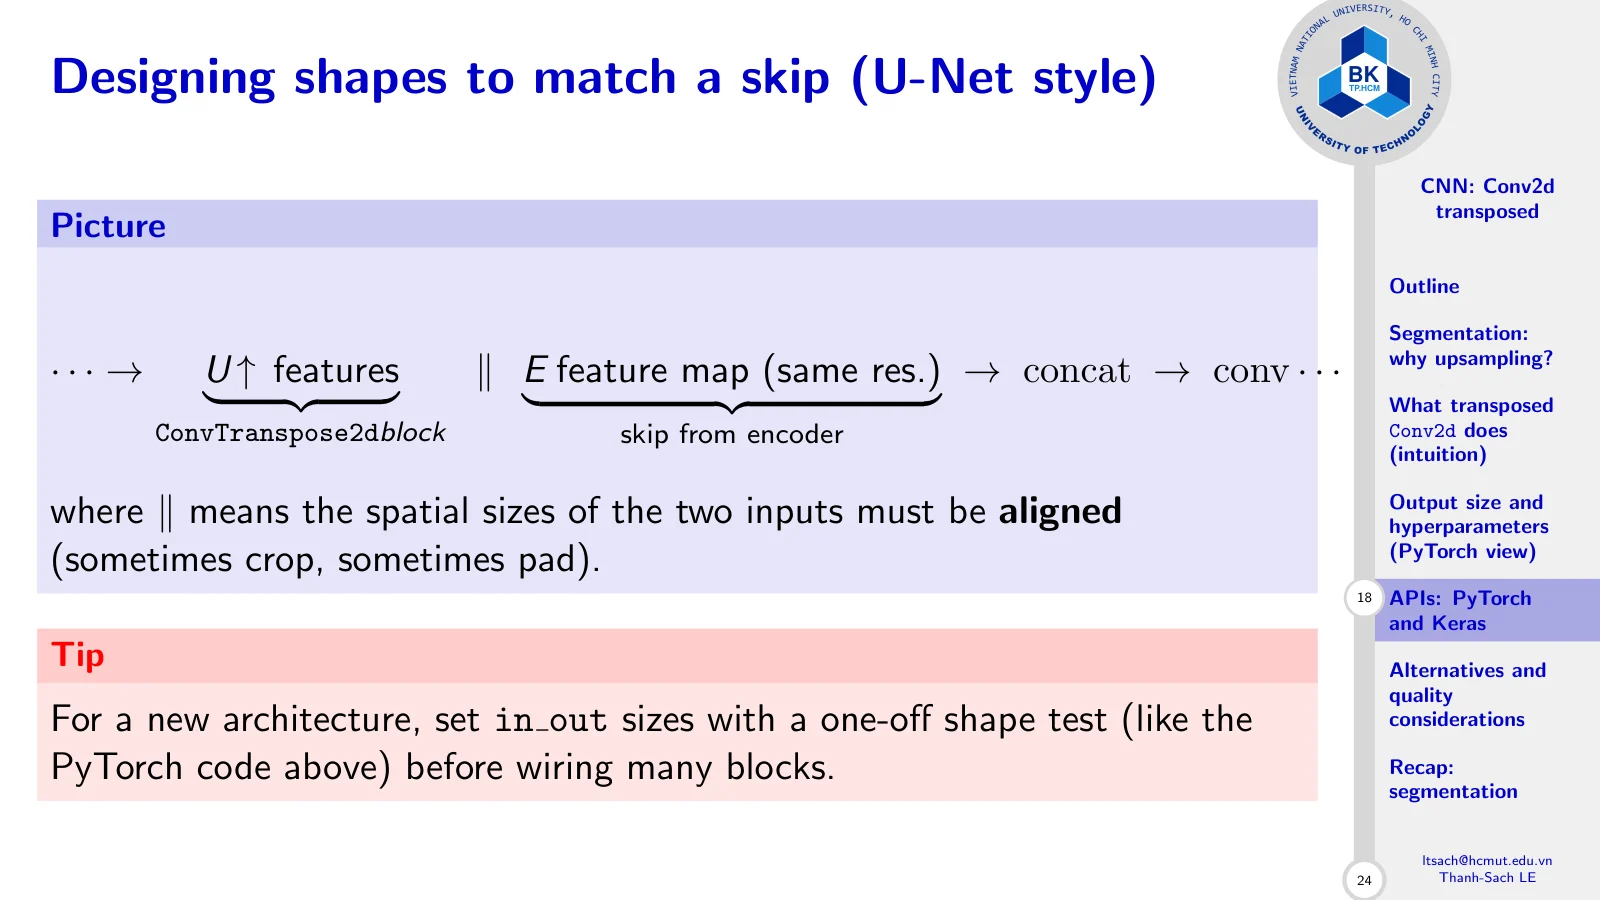 Designing shapes to match a skip (U-Net style)
VIETNAM NATIONAL UNIVERSITY, HO CHI MINH CITY
BK
TP.HCM
UNIVERSITY OF TECHNOLOGY
Picture
··· → U↑ features ∥ E feature map (same res.) → concat → conv ···
ConvTranspose2dblock skip from encoder
where ∥ means the spatial sizes of the two inputs must be aligned
(sometimes crop, sometimes pad).
Tip
For a new architecture, set in_out sizes with a one-off shape test (like the
PyTorch code above) before wiring many blocks.
CNN: Conv2d
transposed
Outline
Segmentation:
why upsampling?
What transposed
Conv2d does
(intuition)
Output size and
hyperparameters
(PyTorch view)
18
APIs: PyTorch
and Keras
Alternatives and
quality
considerations
Recap:
segmentation
ltsach@hcmut.edu.vn
Thanh-Sach LE
24